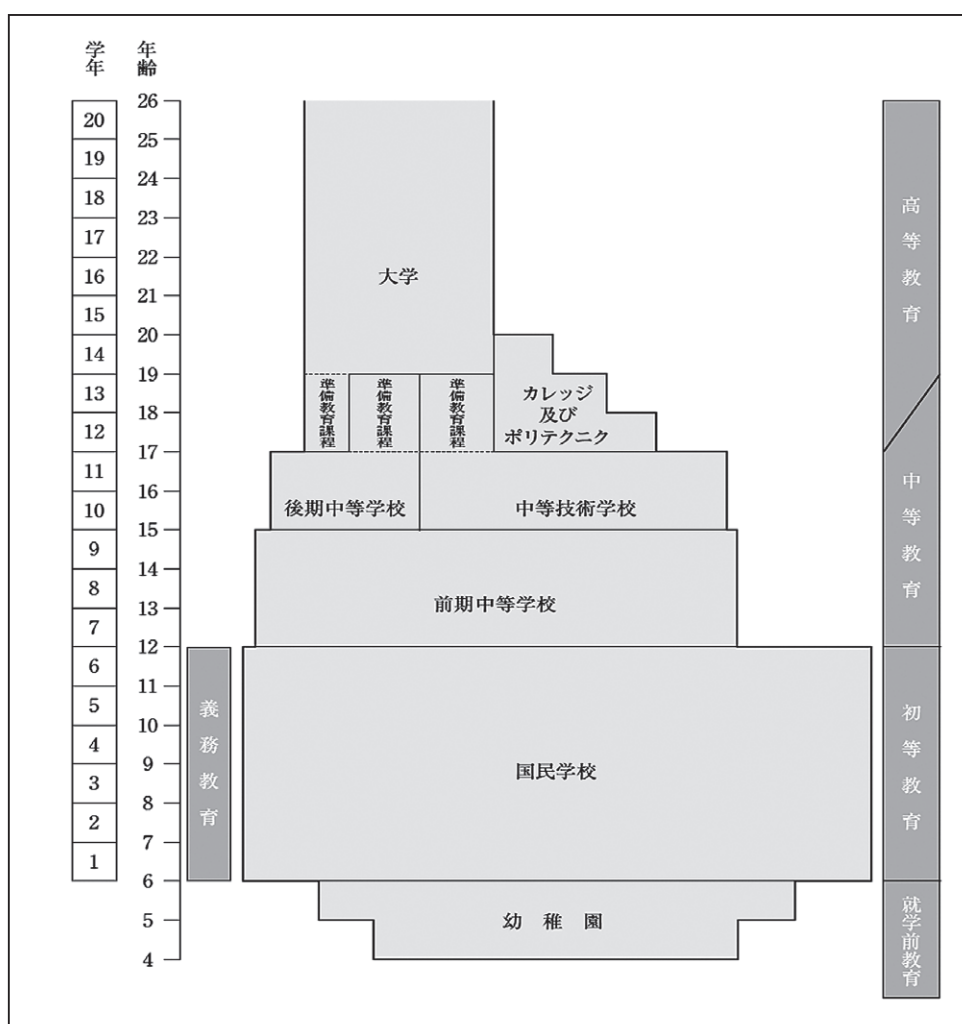 学年
年齢
20
19
18
17
16
15
14
13
12
11
10
9
8
7
6
5
4
3
2
1
26
25
24
23
22
21
20
19
18
17
16
15
14
13
12
11
10
9
8
7
6
5
4
義務教育
大学
準備教育課程
準備教育課程
準備教育課程
カレッジ
及び
ポリテクニク
後期中等学校
中等技術学校
前期中等学校
国民学校
幼稚園
高等教育
中等教育
初等教育
就学前教育